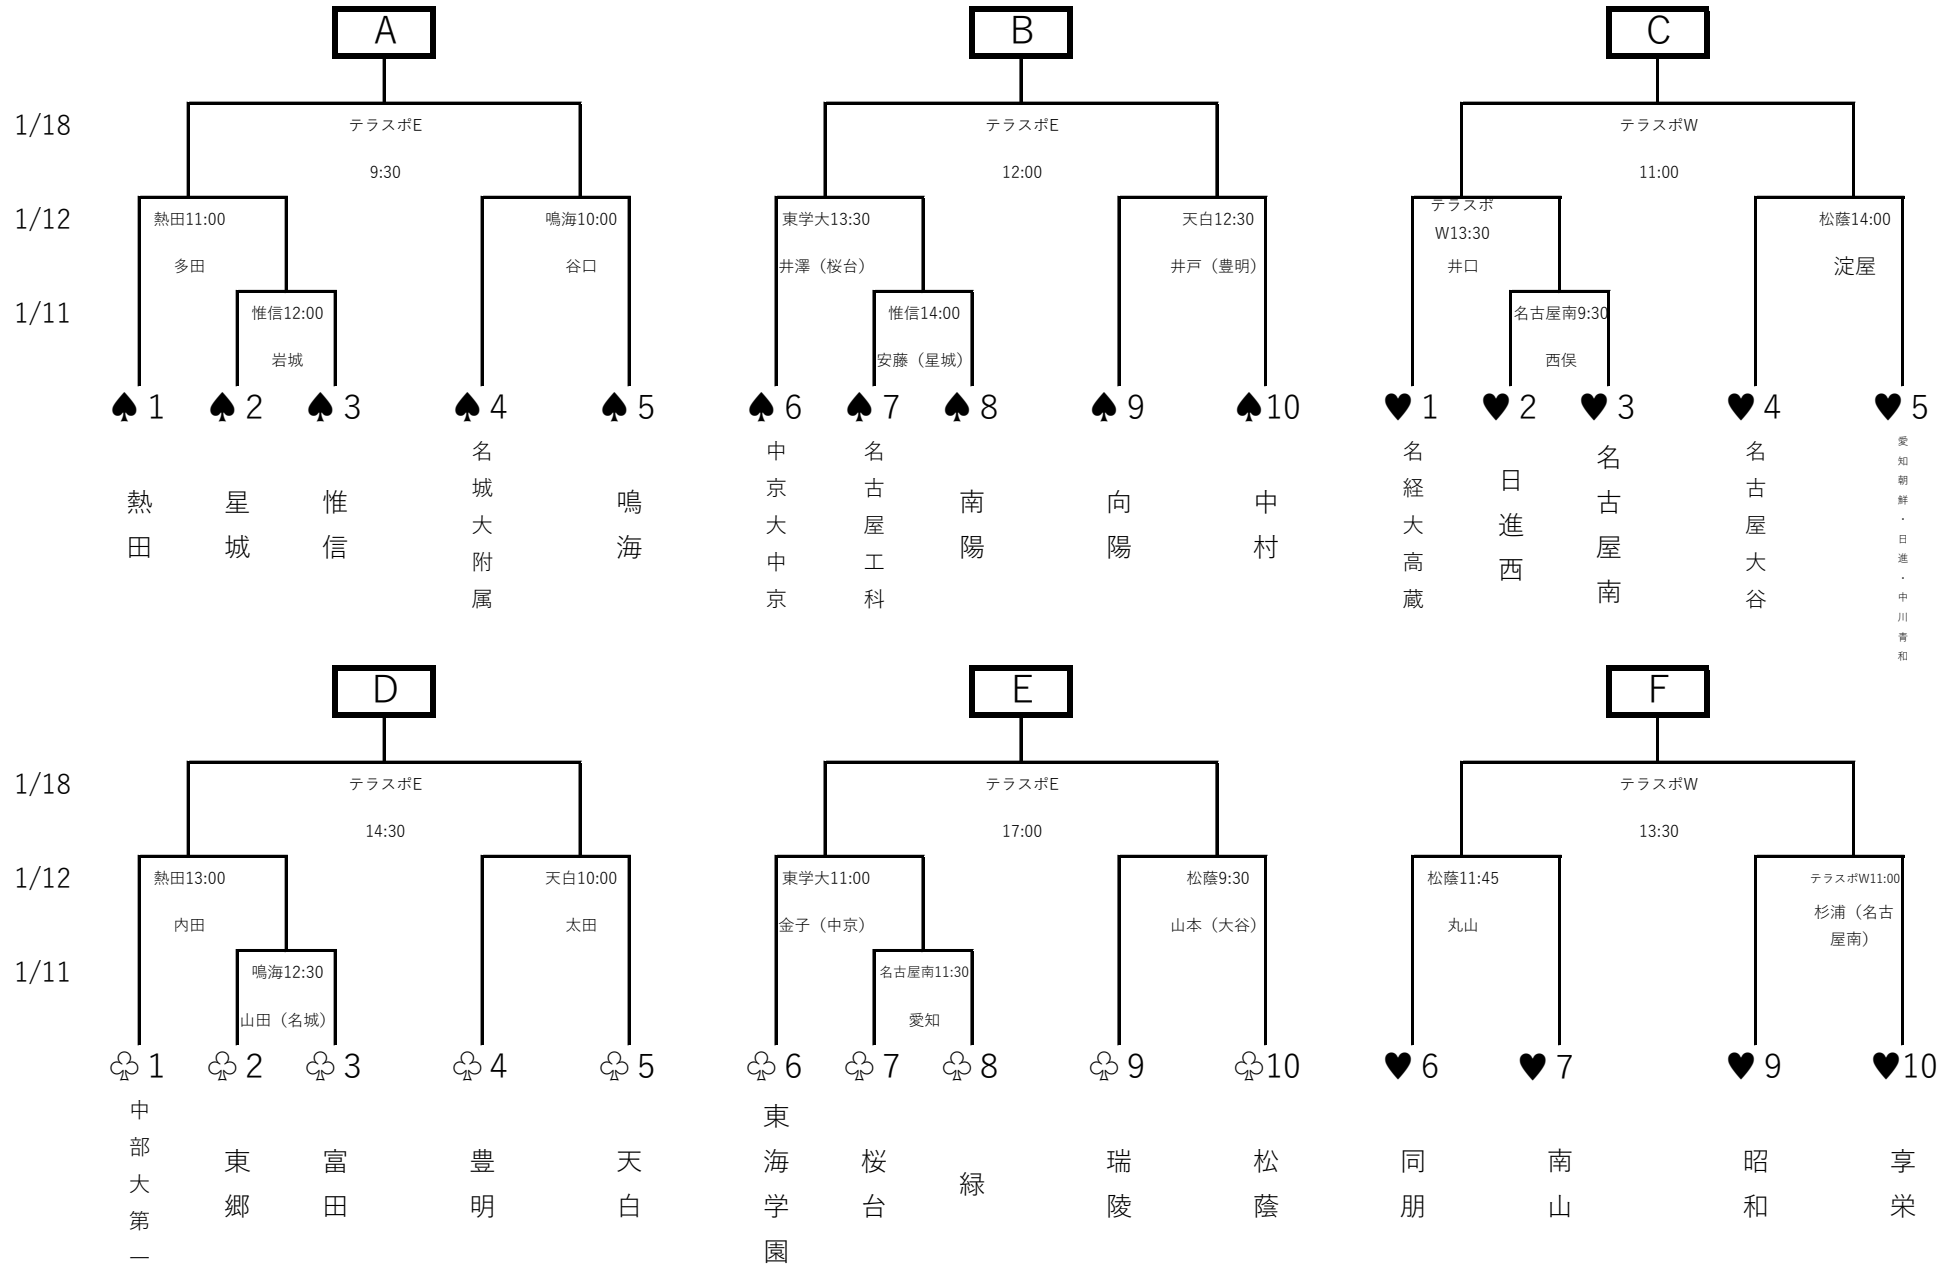 A B C
1/18 テラスポE テラスポE テラスポW
9:30 12:00 11:00
1/12 熱田11:00 鳴海10:00 東学大13:30 天白12:30 テラスポW13:30 松蔭14:00
多田 谷口 井澤（桜台） 井戸（豊明） 井口 淀屋
1/11 惟信12:00 惟信14:00 名古屋南9:30
岩城 安藤（星城） 西俣
♠1 ♠2 ♠3 ♠4 ♠5 ♠6 ♠7 ♠8 ♠9 ♠10 ♥1 ♥2 ♥3 ♥4 ♥5
熱田
星城
惟信
名城大附属
鳴海
中京大中京
名古屋工科
南陽
向陽
中村
名経大高蔵
日進西
名古屋南
名古屋大谷
愛知朝鮮・日進・中川青和
D E F
1/18 テラスポE テラスポE テラスポW
14:30 17:00 13:30
1/12 熱田13:00 天白10:00 東学大11:00 松蔭9:30 松蔭11:45 テラスポW11:00
内田 太田 金子（中京） 山本（大谷） 丸山 杉浦（名古屋南）
1/11 鳴海12:30 名古屋南11:30
山田（名城） 愛知
♧1 ♧2 ♧3 ♧4 ♧5 ♧6 ♧7 ♧8 ♧9 ♧10 ♥6 ♥7 ♥9 ♥10
中部大第一
東郷
富田
豊明
天白
東海学園
桜台
緑
瑞陵
松蔭
同朋
南山
昭和
享栄